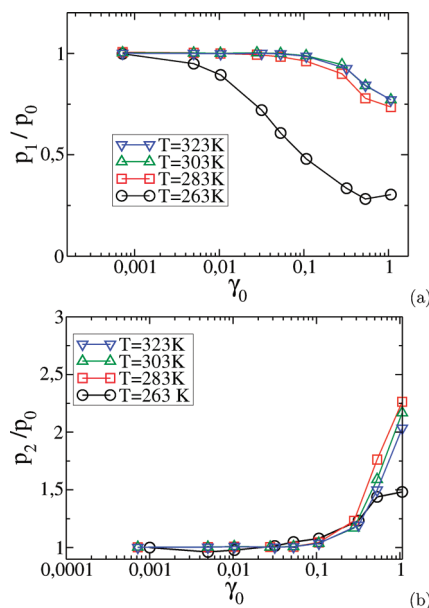 1
p₁/p₀
0.5
0
T=323K
T=303K
T=283K
T=263K
0,001 0,01 0,1 1
γ₀
(a)
3
2.5
p₂/p₀
2
1.5
1
T=323K
T=303K
T=283K
T=263 K
0,0001 0,001 0,01 0,1 1
γ₀
(b)